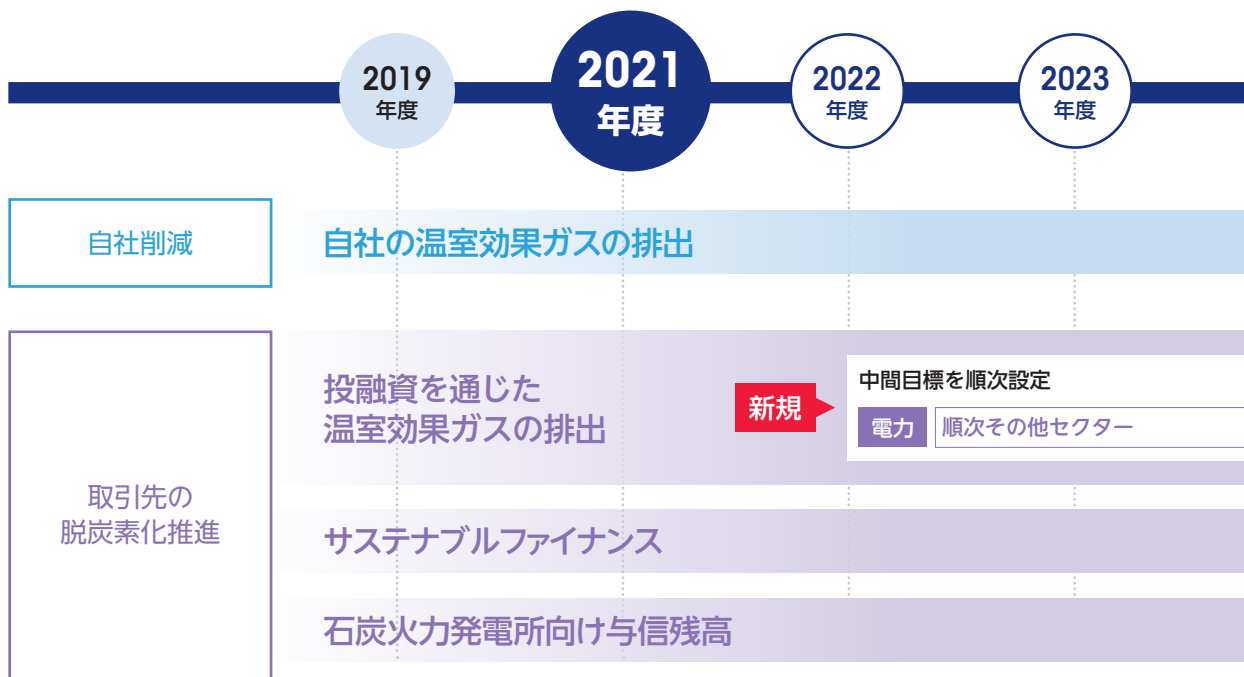 2019
年度
2021
年度
2022
年度
2023
年度
自社削減
自社の温室効果ガスの排出
取引先の
脱炭素化推進
投融資を通じた
温室効果ガスの排出
新規
中間目標を順次設定
電力
順次その他セクター
サステナブルファイナンス
石炭火力発電所向け与信残高